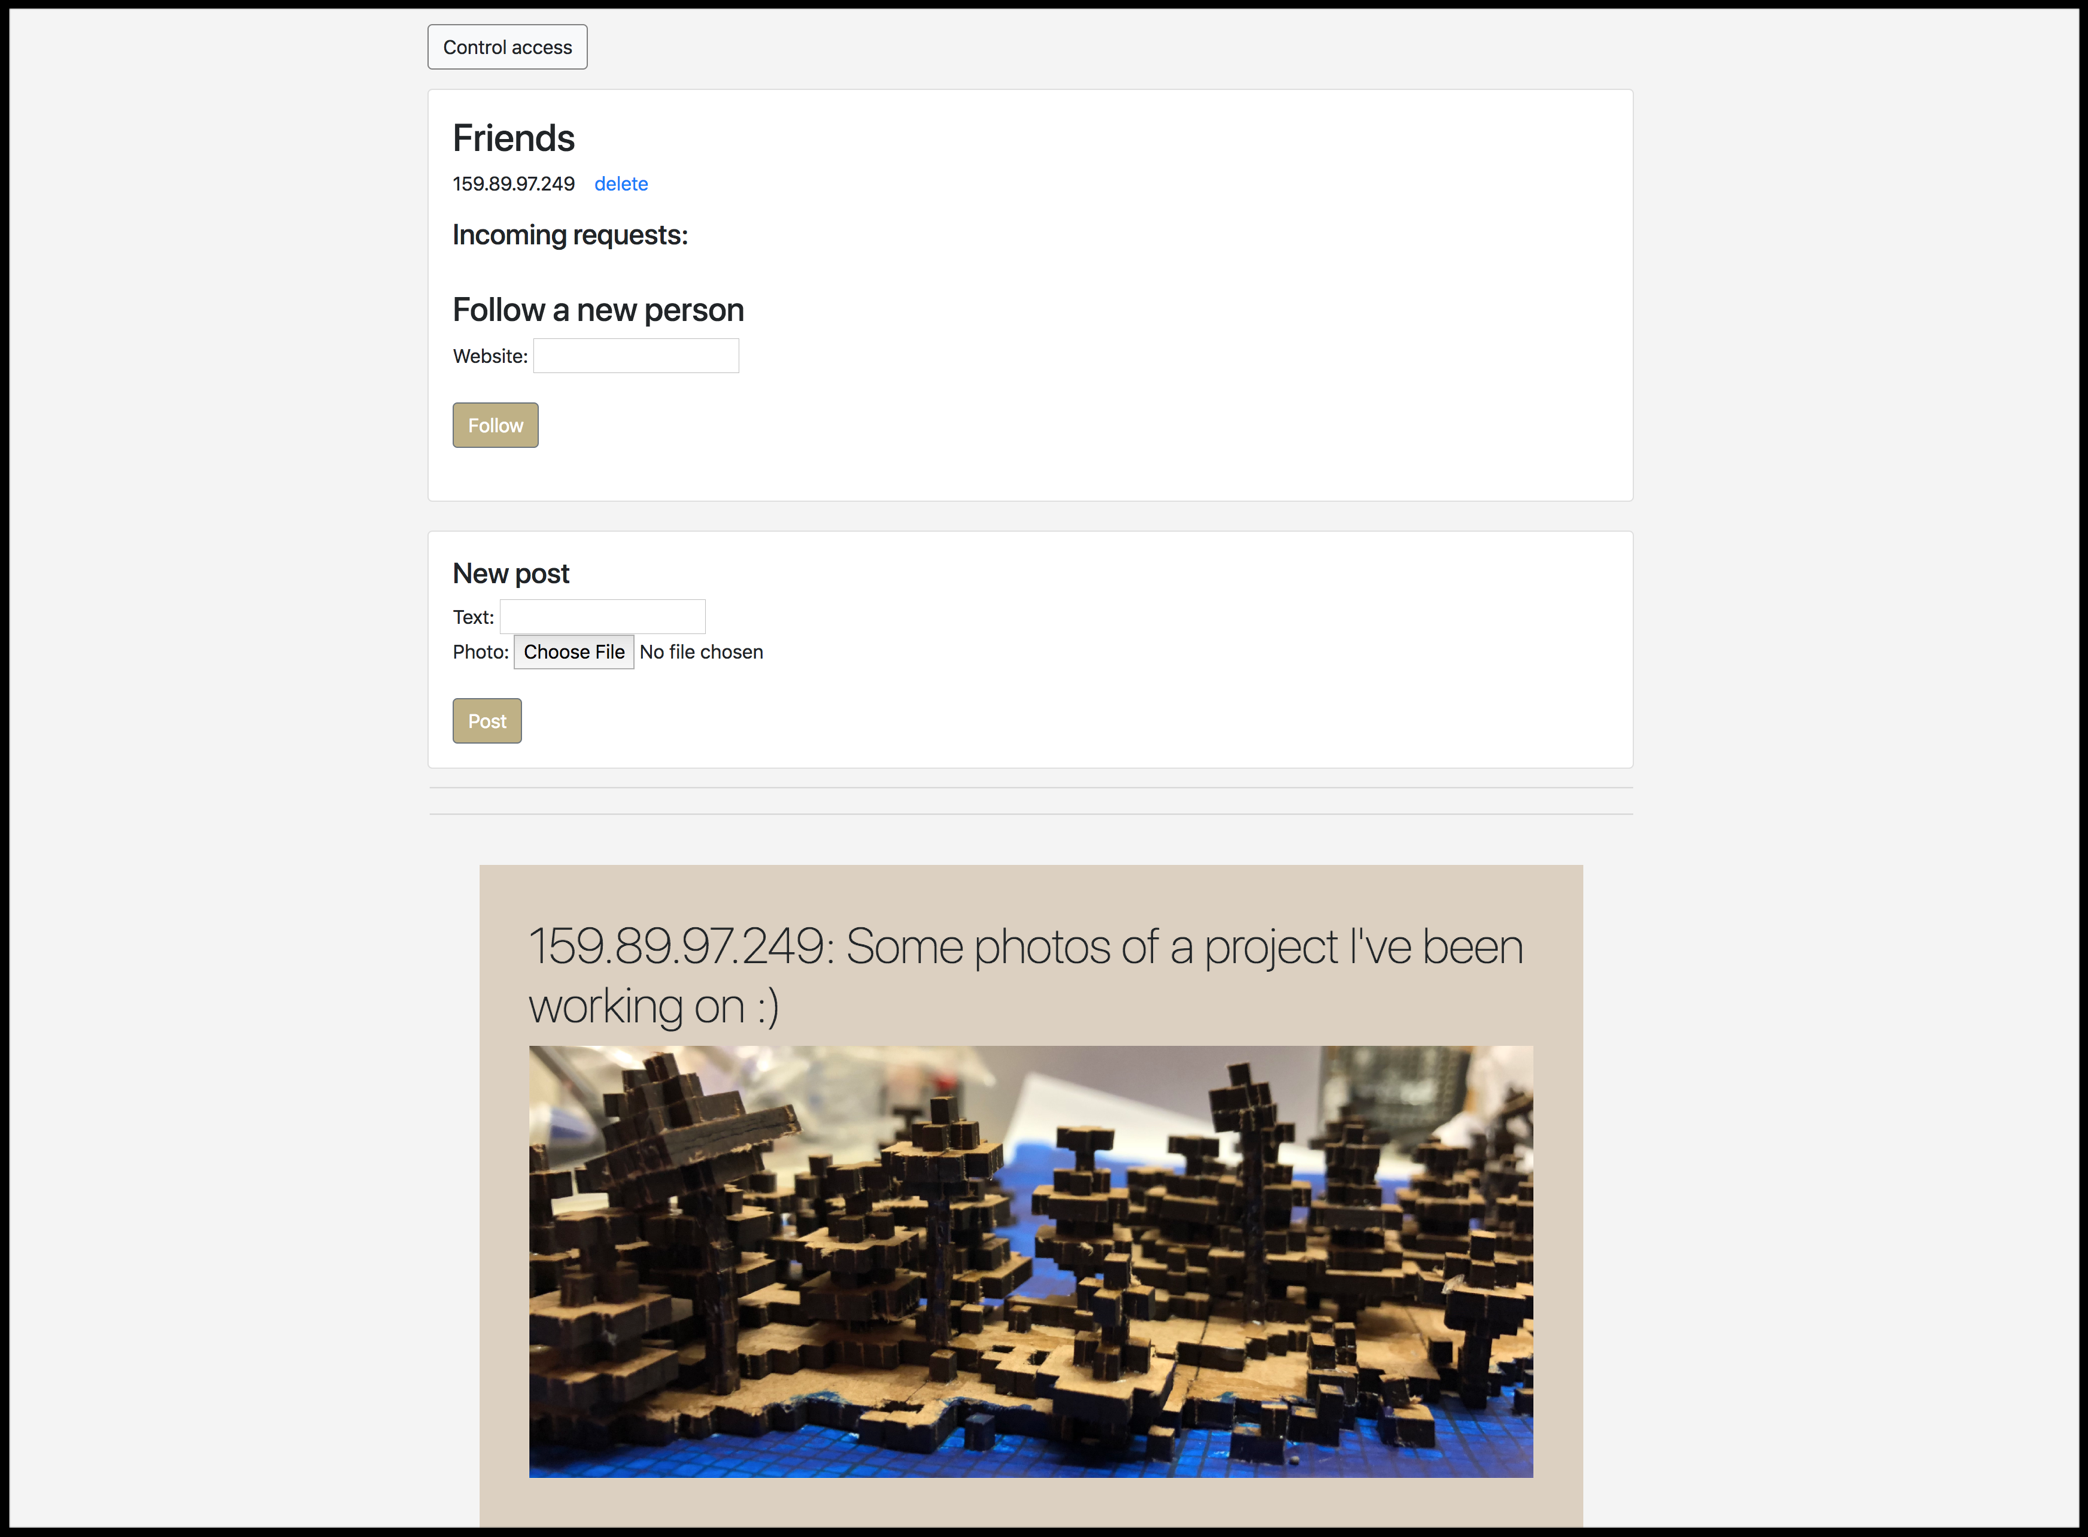 Control access
Friends
159.89.97.249 delete
Incoming requests:
Follow a new person
Website:
Follow
New post
Text:
Photo: Choose File No file chosen
Post
159.89.97.249: Some photos of a project I've been
working on :)